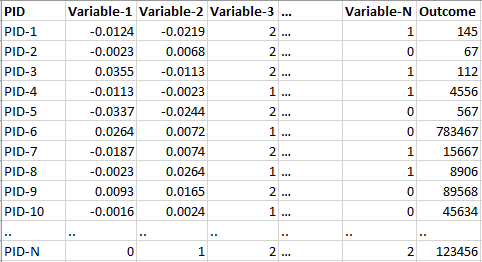 PID Variable-1 Variable-2 Variable-3 ... Variable-N Outcome
PID-1 -0.0124 -0.0219 2 ... 1 145
PID-2 -0.0023 0.0068 2 ... 0 67
PID-3 0.0355 -0.0113 2 ... 1 112
PID-4 -0.0113 -0.0023 1 ... 1 4556
PID-5 -0.0337 -0.0244 2 ... 0 567
PID-6 0.0264 0.0072 1 ... 0 783467
PID-7 -0.0187 0.0074 2 ... 1 15667
PID-8 -0.0023 0.0264 1 ... 1 8906
PID-9 0.0093 0.0165 2 ... 0 89568
PID-10 -0.0016 0.0024 1 ... 0 45634
.. .. .. .. .. .. ..
PID-N 0 1 2 ... 2 123456